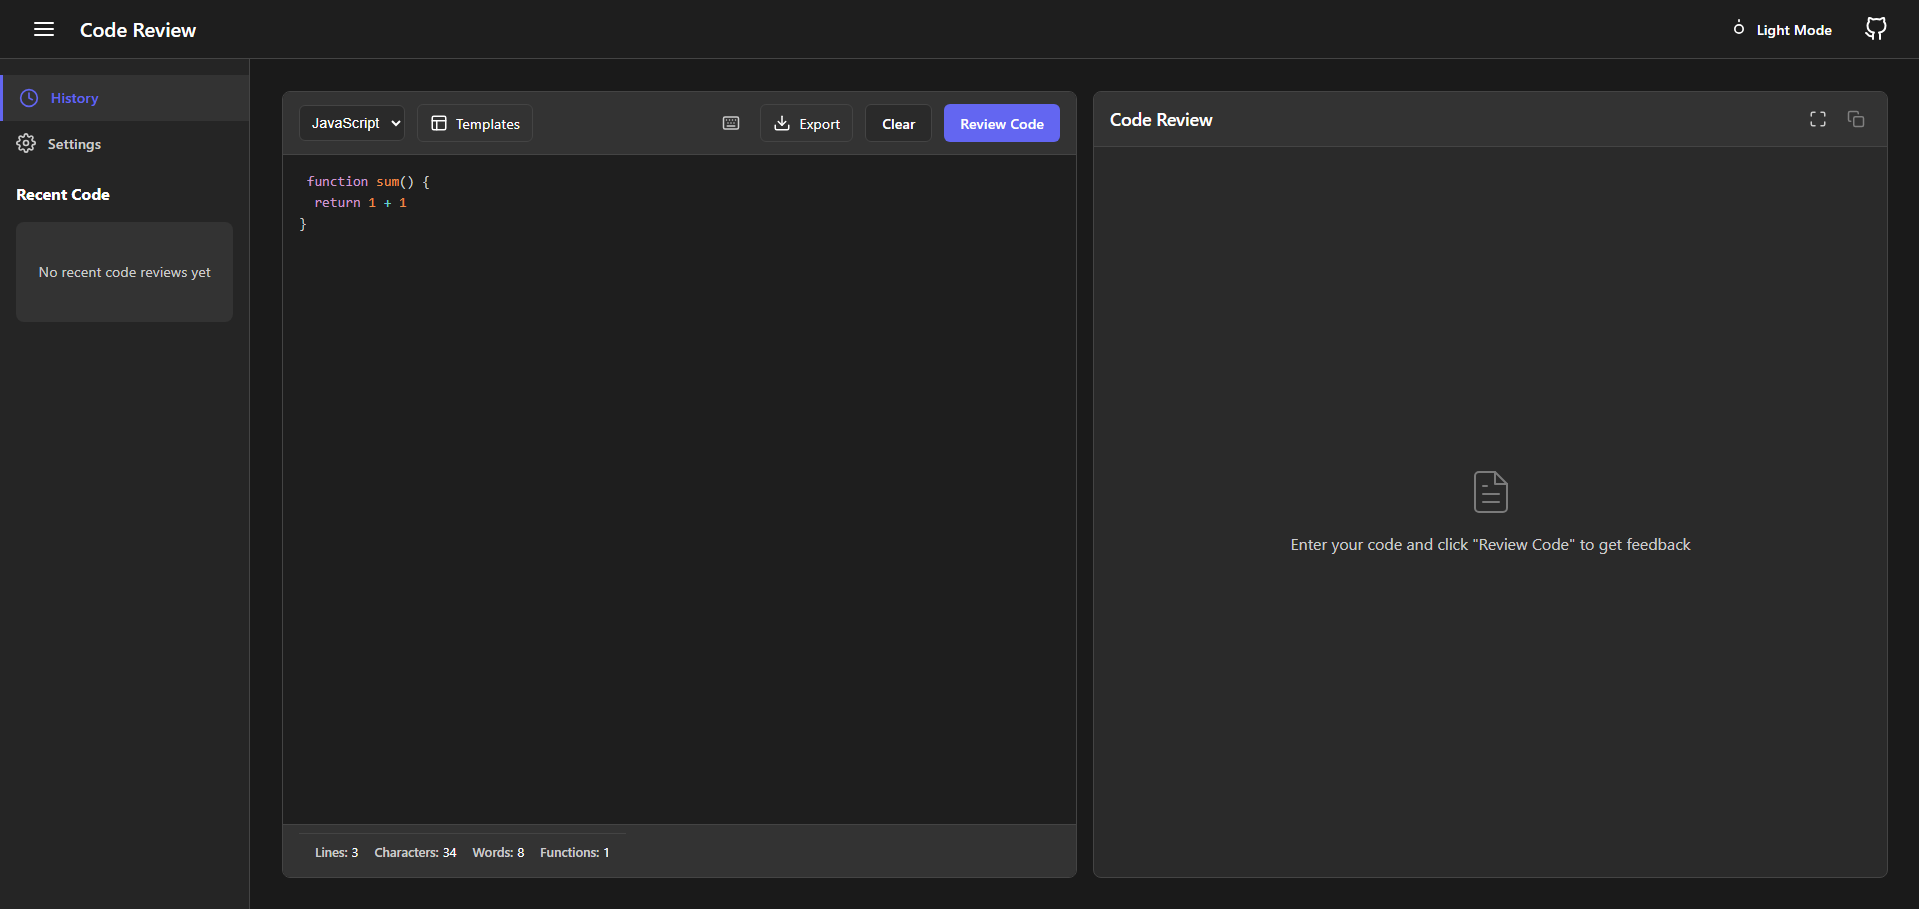 Code Review
Light Mode
History
Settings
Recent Code
No recent code reviews yet
JavaScript
Templates
Export
Clear
Review Code
 function sum() {
  return 1 + 1
}
Lines: 3 Characters: 34 Words: 8 Functions: 1
Code Review
Enter your code and click "Review Code" to get feedback